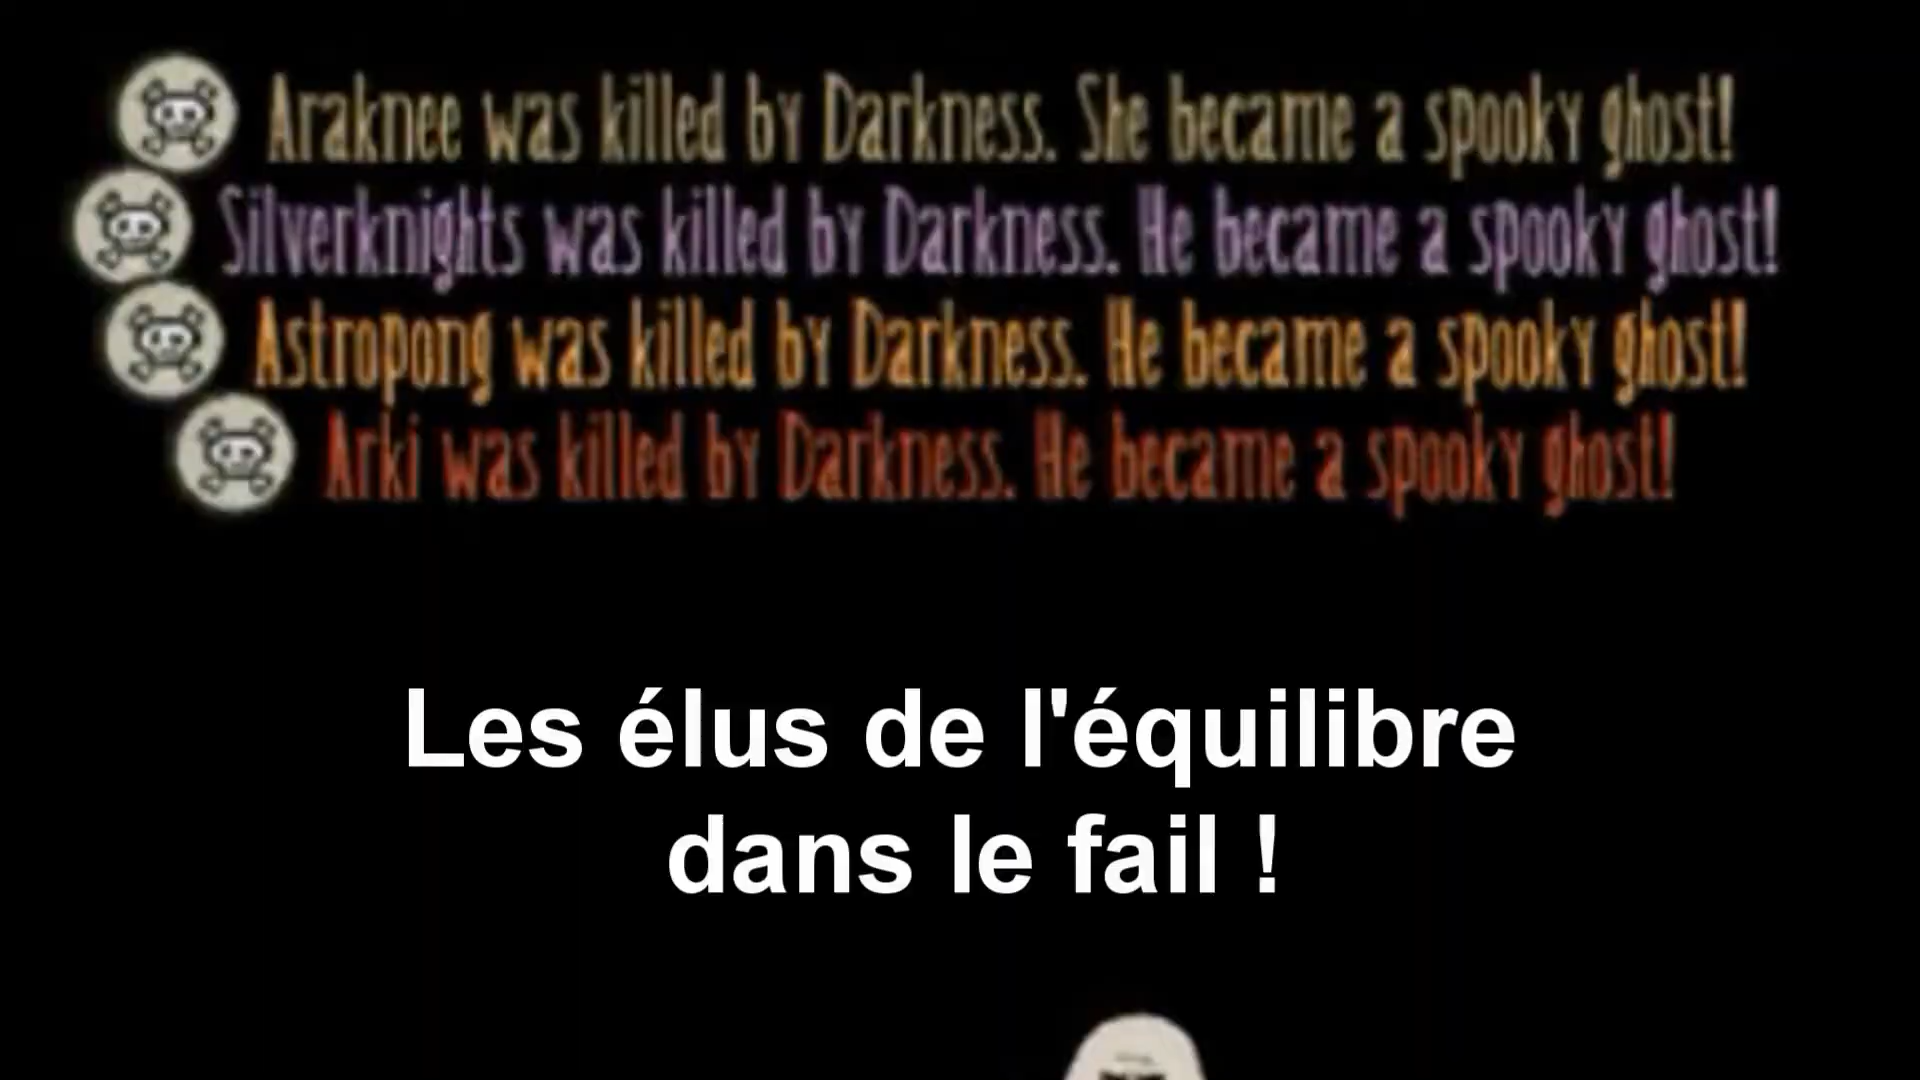 Araknee was killed by Darkness. She became a spooky ghost!
Silverknights was killed by Darkness. He became a spooky ghost!
Astropong was killed by Darkness. He became a spooky ghost!
Arki was killed by Darkness. He became a spooky ghost!
Les élus de l'équilibre
dans le fail !